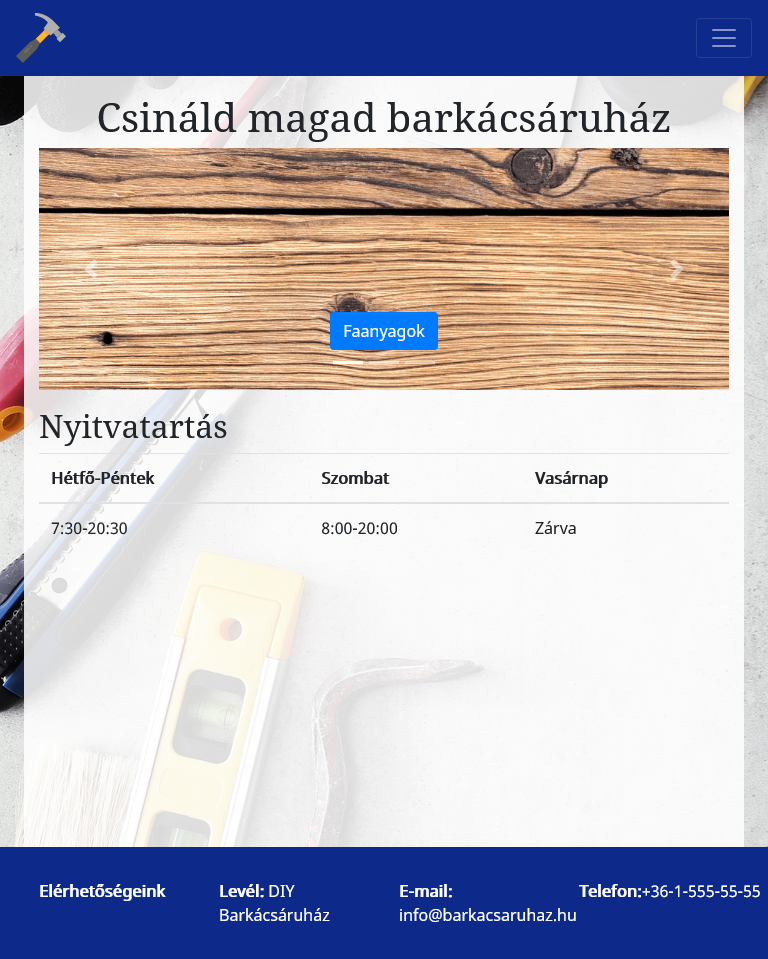 Csináld magad barkácsáruház
Faanyagok
Nyitvatartás
Hétfő-Péntek Szombat Vasárnap
7:30-20:30 8:00-20:00 Zárva
Elérhetőségeink
Levél: DIY
Barkácsáruház
E-mail:
info@barkacsaruhaz.hu
Telefon:+36-1-555-55-55